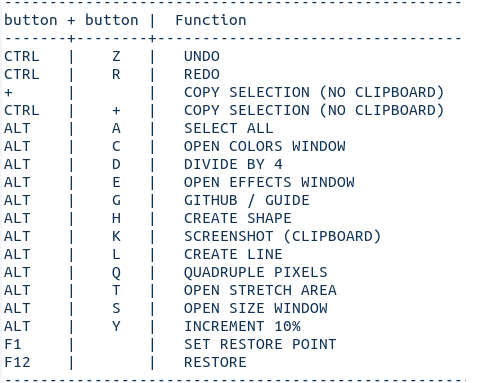 ---------------------------------------------------
button + button |  Function
-------+--------+----------------------------------
CTRL   |    Z   |   UNDO
CTRL   |    R   |   REDO
+      |        |   COPY SELECTION (NO CLIPBOARD)
CTRL   |    +   |   COPY SELECTION (NO CLIPBOARD)
ALT    |    A   |   SELECT ALL
ALT    |    C   |   OPEN COLORS WINDOW
ALT    |    D   |   DIVIDE BY 4
ALT    |    E   |   OPEN EFFECTS WINDOW
ALT    |    G   |   GITHUB / GUIDE
ALT    |    H   |   CREATE SHAPE
ALT    |    K   |   SCREENSHOT (CLIPBOARD)
ALT    |    L   |   CREATE LINE
ALT    |    Q   |   QUADRUPLE PIXELS
ALT    |    T   |   OPEN STRETCH AREA
ALT    |    S   |   OPEN SIZE WINDOW
ALT    |    Y   |   INCREMENT 10%
F1     |        |   SET RESTORE POINT
F12    |        |   RESTORE
---------------------------------------------------